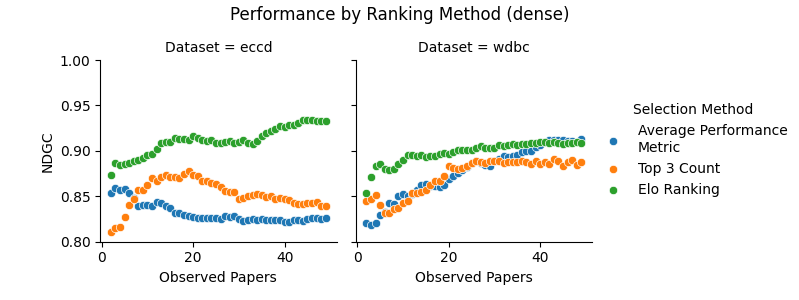 Performance by Ranking Method (dense)
Dataset = eccd
Dataset = wdbc
1.00
0.95
0.90
0.85
0.80
NDGC
0
20
40
0
20
40
Observed Papers
Observed Papers
Selection Method
Average Performance
Metric
Top 3 Count
Elo Ranking